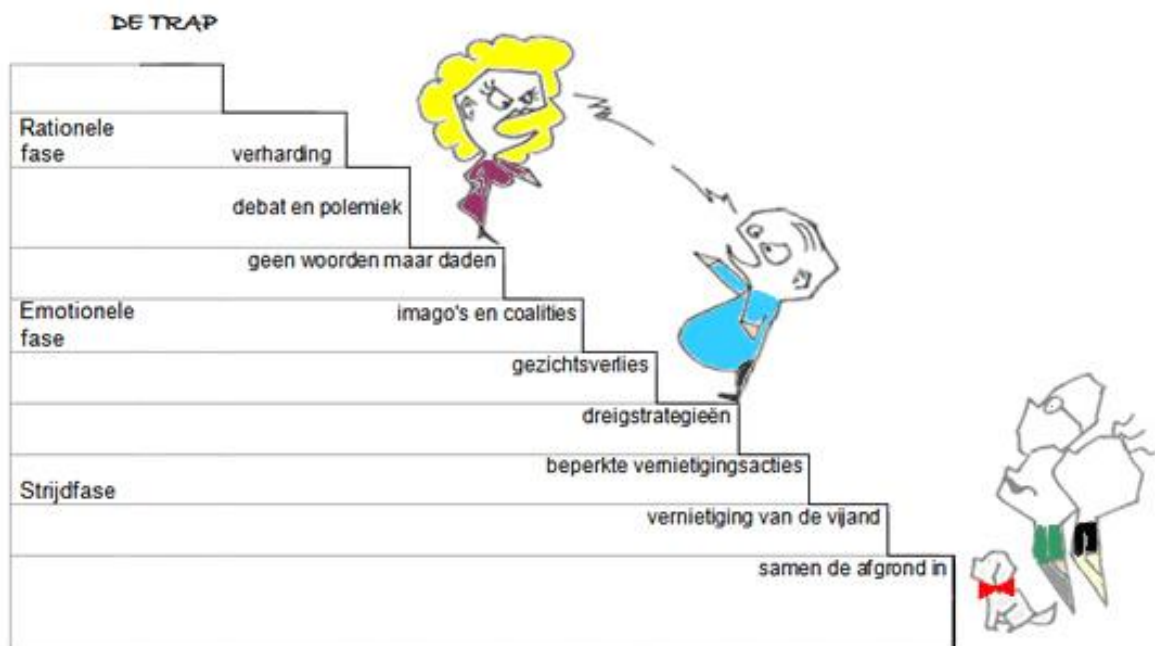 DE TRAP
Rationele
fase
verharding
debat en polemiek
geen woorden maar daden
Emotionele
fase
imago's en coalities
gezichtsverlies
dreigstrategieën
beperkte vernietigingsacties
Strijdfase
vernietiging van de vijand
samen de afgrond in